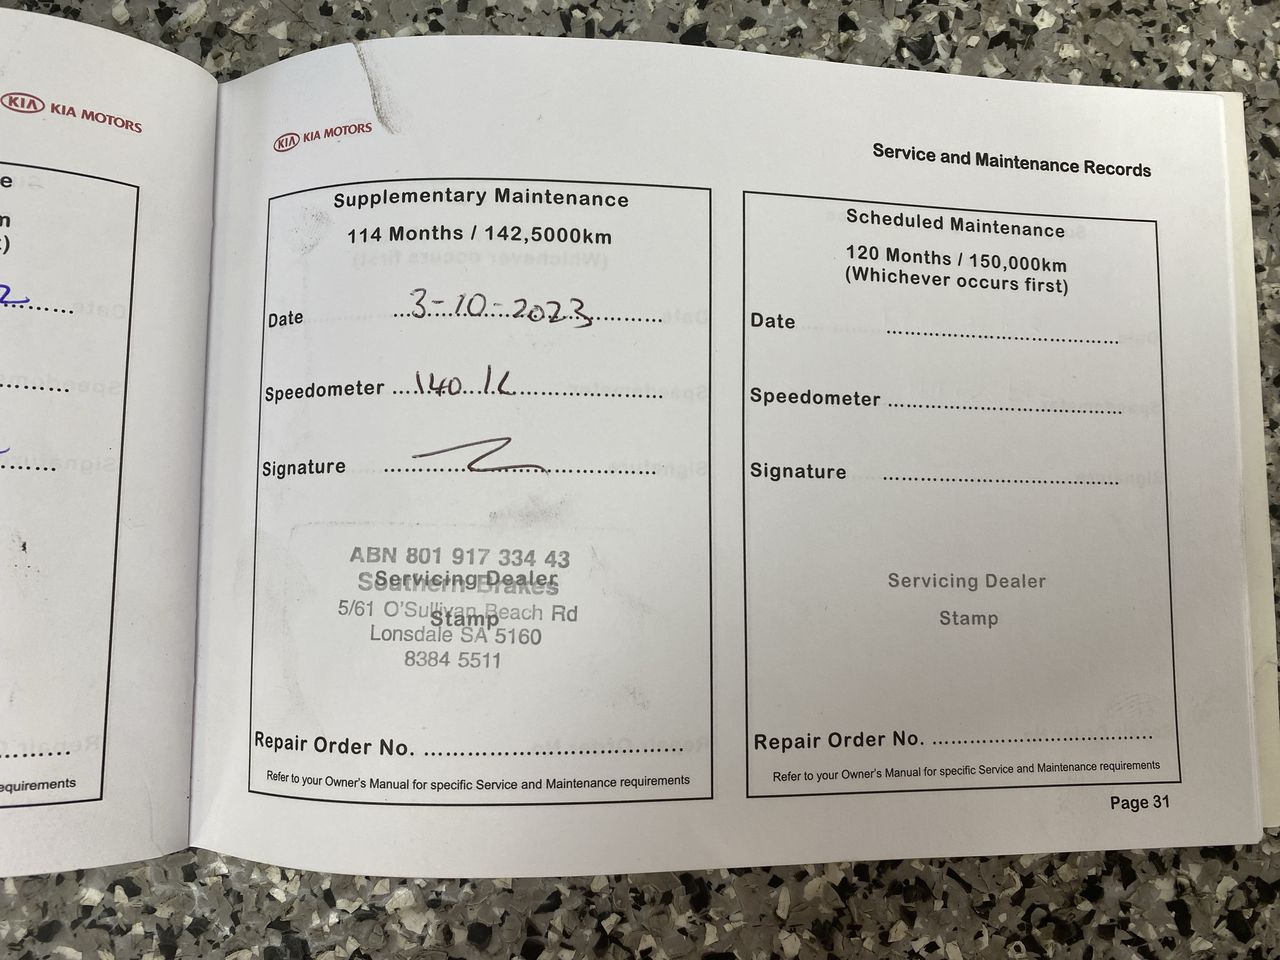 KIA KIA MOTORS
e
n
)
2
equirements
KIA KIA MOTORS
Service and Maintenance Records
Supplementary Maintenance
114 Months / 142,5000km
Date 3-10-2023
Speedometer 140 1L
Signature
ABN 801 917 334 43
Servicing Dealer
Southern Brakes
5/61 O'Sullivan Beach Rd
Stamp
Lonsdale SA 5160
8384 5511
Repair Order No.
Refer to your Owner's Manual for specific Service and Maintenance requirements
Scheduled Maintenance
120 Months / 150,000km
(Whichever occurs first)
Date
Speedometer
Signature
Servicing Dealer
Stamp
Repair Order No.
Refer to your Owner's Manual for specific Service and Maintenance requirements
Page 31